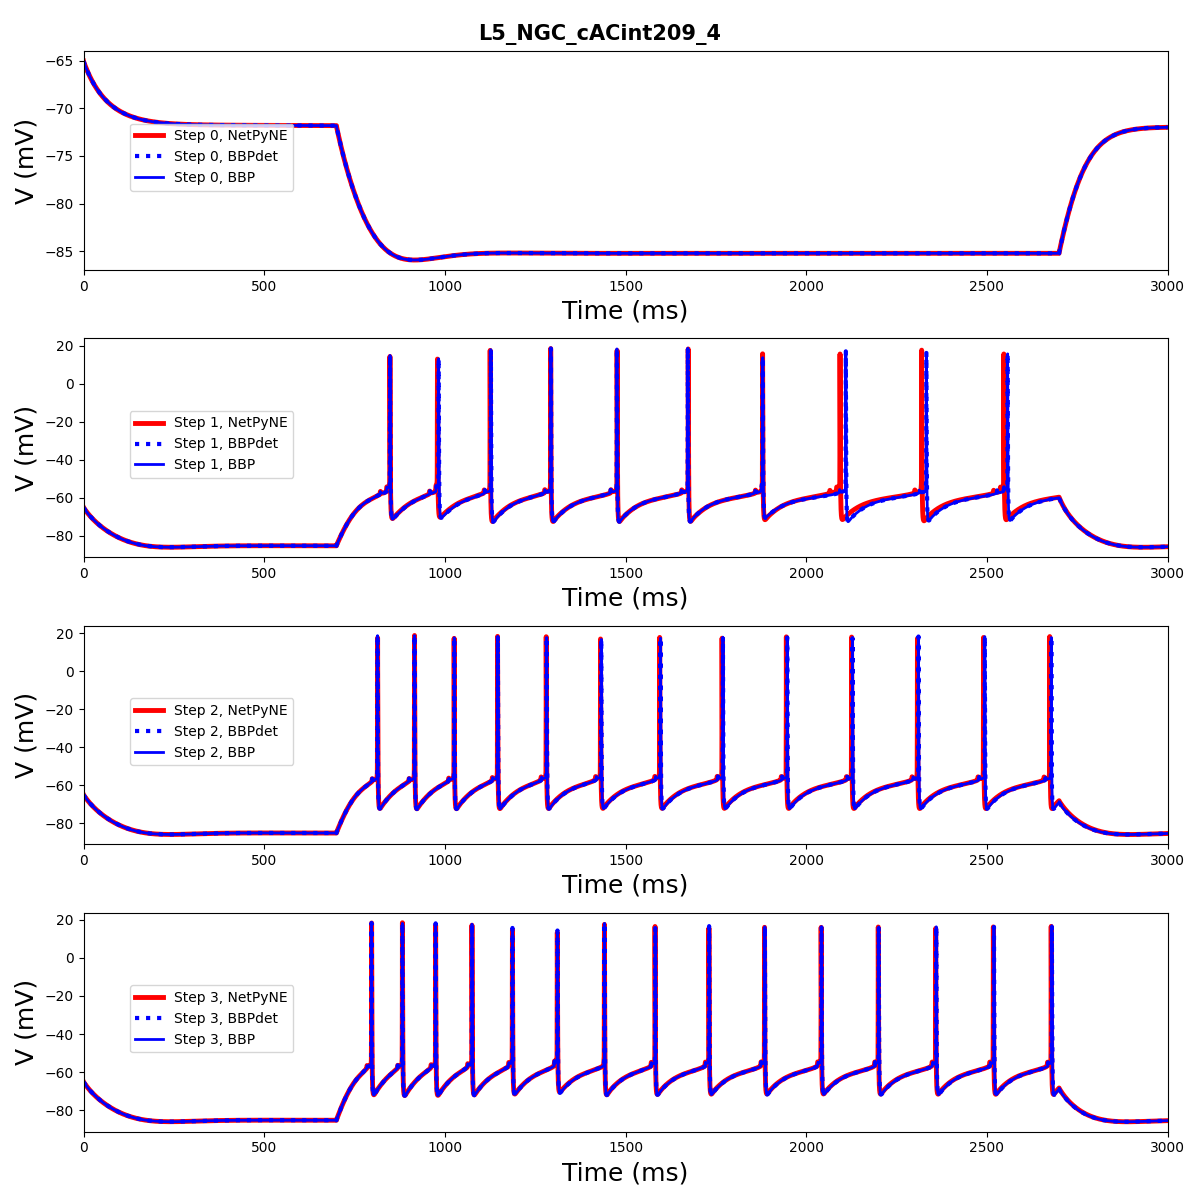 L5_NGC_cACint209_4
−65
−70
−75
−80
−85
V (mV)
Step 0, NetPyNE
Step 0, BBPdet
Step 0, BBP
0 500 1000 1500 2000 2500 3000
Time (ms)
20
0
−20
−40
−60
−80
V (mV)
Step 1, NetPyNE
Step 1, BBPdet
Step 1, BBP
0 500 1000 1500 2000 2500 3000
Time (ms)
20
0
−20
−40
−60
−80
V (mV)
Step 2, NetPyNE
Step 2, BBPdet
Step 2, BBP
0 500 1000 1500 2000 2500 3000
Time (ms)
20
0
−20
−40
−60
−80
V (mV)
Step 3, NetPyNE
Step 3, BBPdet
Step 3, BBP
0 500 1000 1500 2000 2500 3000
Time (ms)